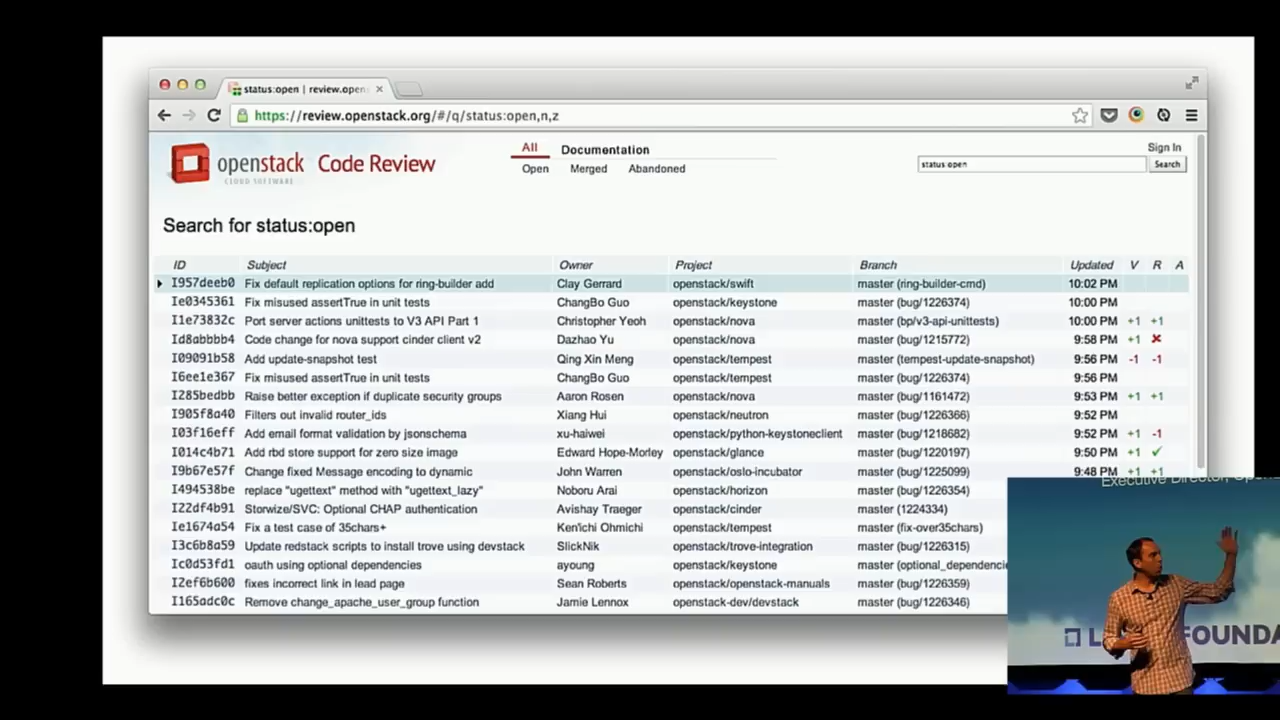 status:open | review.open
https://review.openstack.org/#/q/status:open,n,z
openstack Code Review
CLOUD SOFTWARE
All Documentation
Open Merged Abandoned
Sign In
status:open Search
Search for status:open
ID Subject Owner Project Branch Updated V R A
I957deeb0 Fix default replication options for ring-builder add Clay Gerrard openstack/swift master (ring-builder-cmd) 10:02 PM
Ie0345361 Fix misused assertTrue in unit tests ChangBo Guo openstack/keystone master (bug/1226374) 10:00 PM
I1e73832c Port server actions unittests to V3 API Part 1 Christopher Yeoh openstack/nova master (bp/v3-api-unittests) 10:00 PM +1 +1
Id8abbbb4 Code change for nova support cinder client v2 Dazhao Yu openstack/nova master (bug/1215772) 9:58 PM +1 ✘
I09091b58 Add update-snapshot test Qing Xin Meng openstack/tempest master (tempest-update-snapshot) 9:56 PM -1 -1
I6ee1e367 Fix misused assertTrue in unit tests ChangBo Guo openstack/tempest master (bug/1226374) 9:56 PM
I285bedbb Raise better exception if duplicate security groups Aaron Rosen openstack/nova master (bug/1161472) 9:53 PM +1 +1
I905f8a40 Filters out invalid router_ids Xiang Hui openstack/neutron master (bug/1226366) 9:52 PM
I03f16eff Add email format validation by jsonschema xu-haiwei openstack/python-keystoneclient master (bug/1218682) 9:52 PM +1 -1
I014c4b71 Add rbd store support for zero size image Edward Hope-Morley openstack/glance master (bug/1220197) 9:50 PM +1 ✓
I9b67e57f Change fixed Message encoding to dynamic John Warren openstack/oslo-incubator master (bug/1225099) 9:48 PM +1 +1
I494538be replace "ugettext" method with "ugettext_lazy" Noboru Arai openstack/horizon master (bug/1226354)
I22df4b91 Storwize/SVC: Optional CHAP authentication Avishay Traeger openstack/cinder master (1224334)
Ie1674a54 Fix a test case of 35chars+ Ken'ichi Ohmichi openstack/tempest master (fix-over35chars)
I3c6b8a59 Update redstack scripts to install trove using devstack SlickNik openstack/trove-integration master (bug/1226315)
Ic0d53fd1 oauth using optional dependencies ayoung openstack/keystone master (optional_dependencie
I2ef6b600 fixes incorrect link in lead page Sean Roberts openstack/openstack-manuals master (bug/1226359)
I165adc0c Remove change_apache_user_group function Jamie Lennox openstack-dev/devstack master (bug/1226346)
Executive Director, Op
L FOUNDA